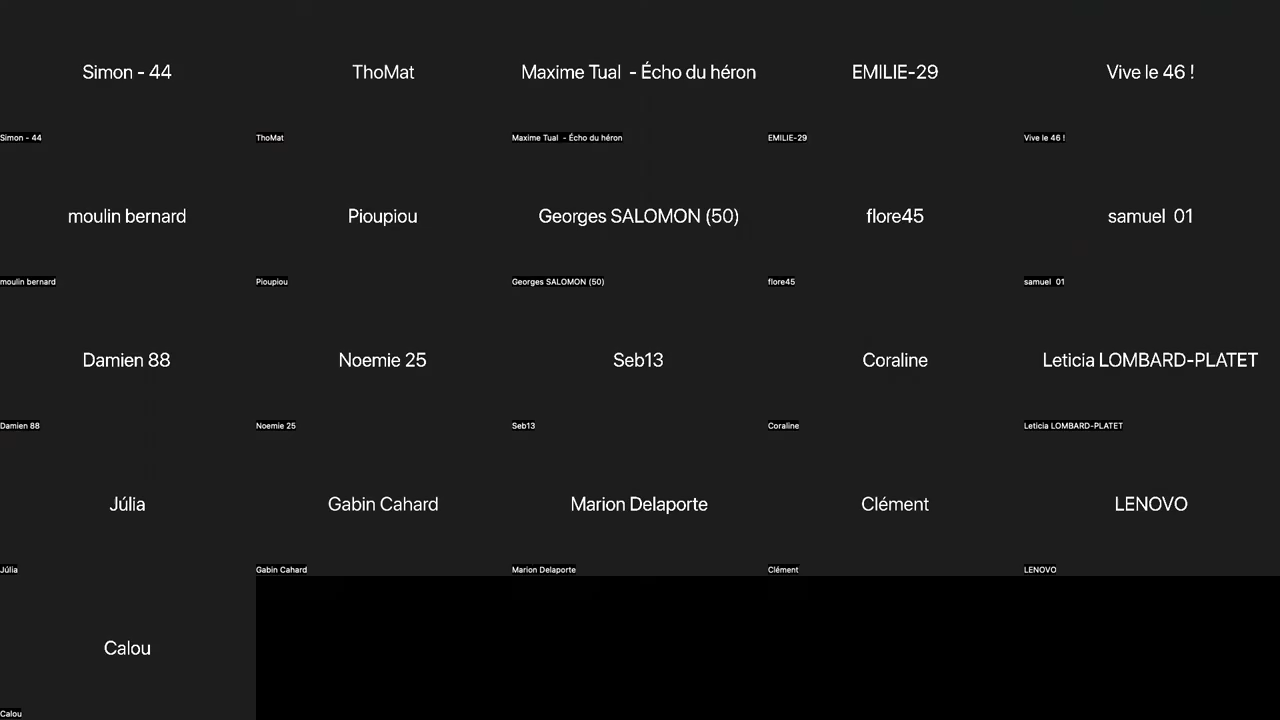 Simon - 44
ThoMat
Maxime Tual  - Écho du héron
EMILIE-29
Vive le 46 !
Simon - 44
ThoMat
Maxime Tual  - Écho du héron
EMILIE-29
Vive le 46 !
moulin bernard
Pioupiou
Georges SALOMON (50)
flore45
samuel  01
moulin bernard
Pioupiou
Georges SALOMON (50)
flore45
samuel  01
Damien 88
Noemie 25
Seb13
Coraline
Leticia LOMBARD-PLATET
Damien 88
Noemie 25
Seb13
Coraline
Leticia LOMBARD-PLATET
Júlia
Gabin Cahard
Marion Delaporte
Clément
LENOVO
Júlia
Gabin Cahard
Marion Delaporte
Clément
LENOVO
Calou
Calou